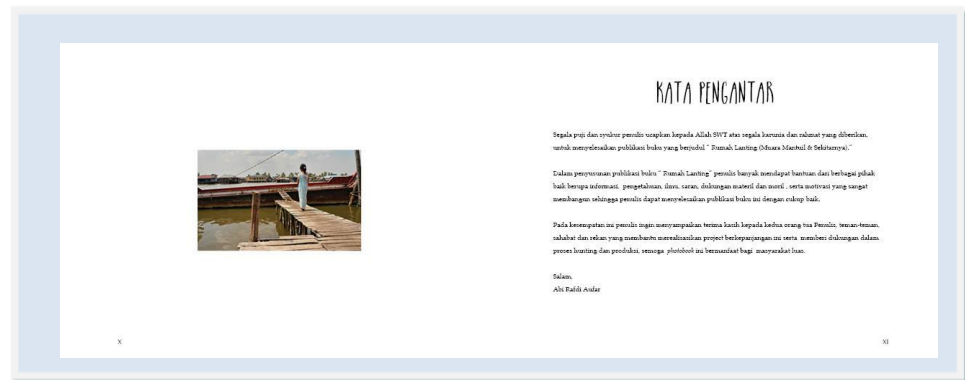 KATA PENGANTAR
Segala puji dan syukur penulis ucapkan kepada Allah SWT atas segala karunia dan rahmat yang diberikan,
untuk menyelesaikan publikasi buku yang berjudul " Rumah Lanting (Muara Mantuil & Sekitarnya)."
Dalam penyusunan publikasi buku " Rumah Lanting" penulis banyak mendapat bantuan dari berbagai pihak
baik berupa informasi, pengetahuan, ilmu, saran, dukungan materil dan moril , serta motivasi yang sangat
membangun sehingga penulis dapat menyelesaikan publikasi buku ini dengan cukup baik.
Pada kesempatan ini penulis ingin menyampaikan terima kasih kepada kedua orang tua Penulis, teman-teman,
sahabat dan rekan yang membantu merealisasikan project berkepanjangan ini serta memberi dukungan dalam
proses hunting dan produksi, semoga photobook ini bermanfaat bagi masyarakat luas.
Salam,
Abi Rafdi Aufar
X
XI